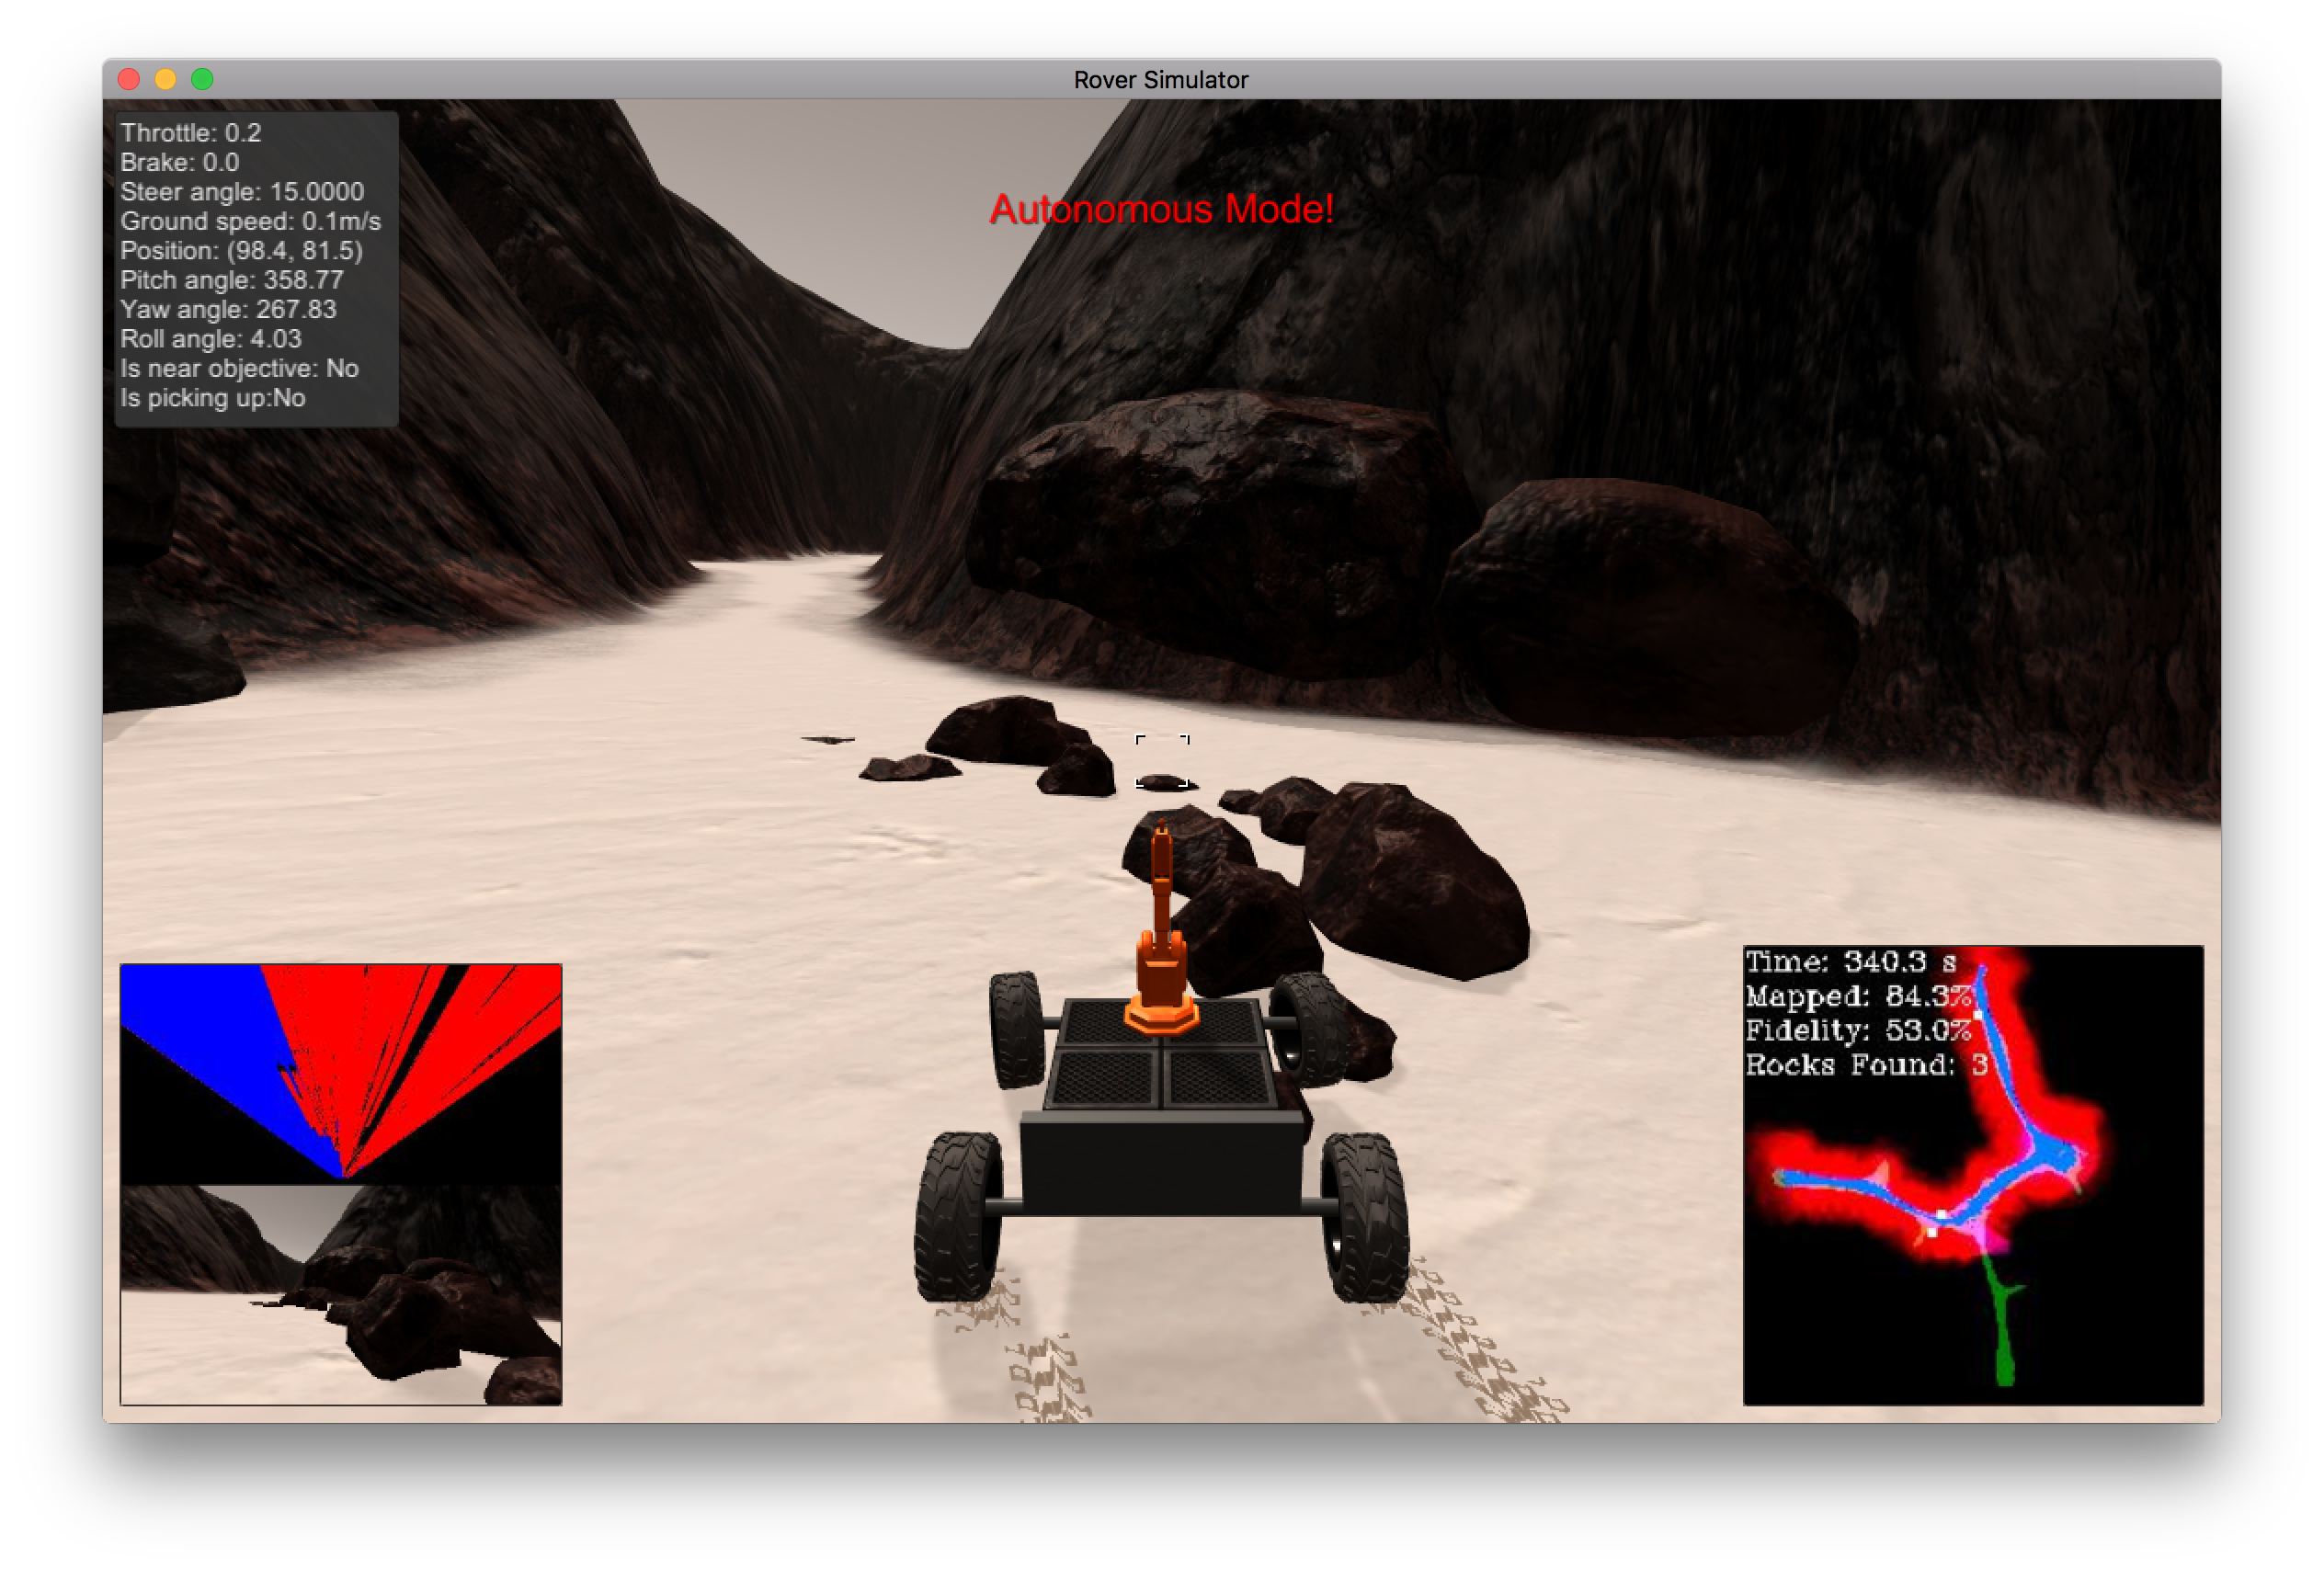 Rover Simulator
Throttle: 0.2
Brake: 0.0
Steer angle: 15.0000
Ground speed: 0.1m/s
Position: (98.4, 81.5)
Pitch angle: 358.77
Yaw angle: 267.83
Roll angle: 4.03
Is near objective: No
Is picking up:No
Autonomous Mode!
Time: 340.3 s
Mapped: 84.3%
Fidelity: 53.0%
Rocks Found: 3